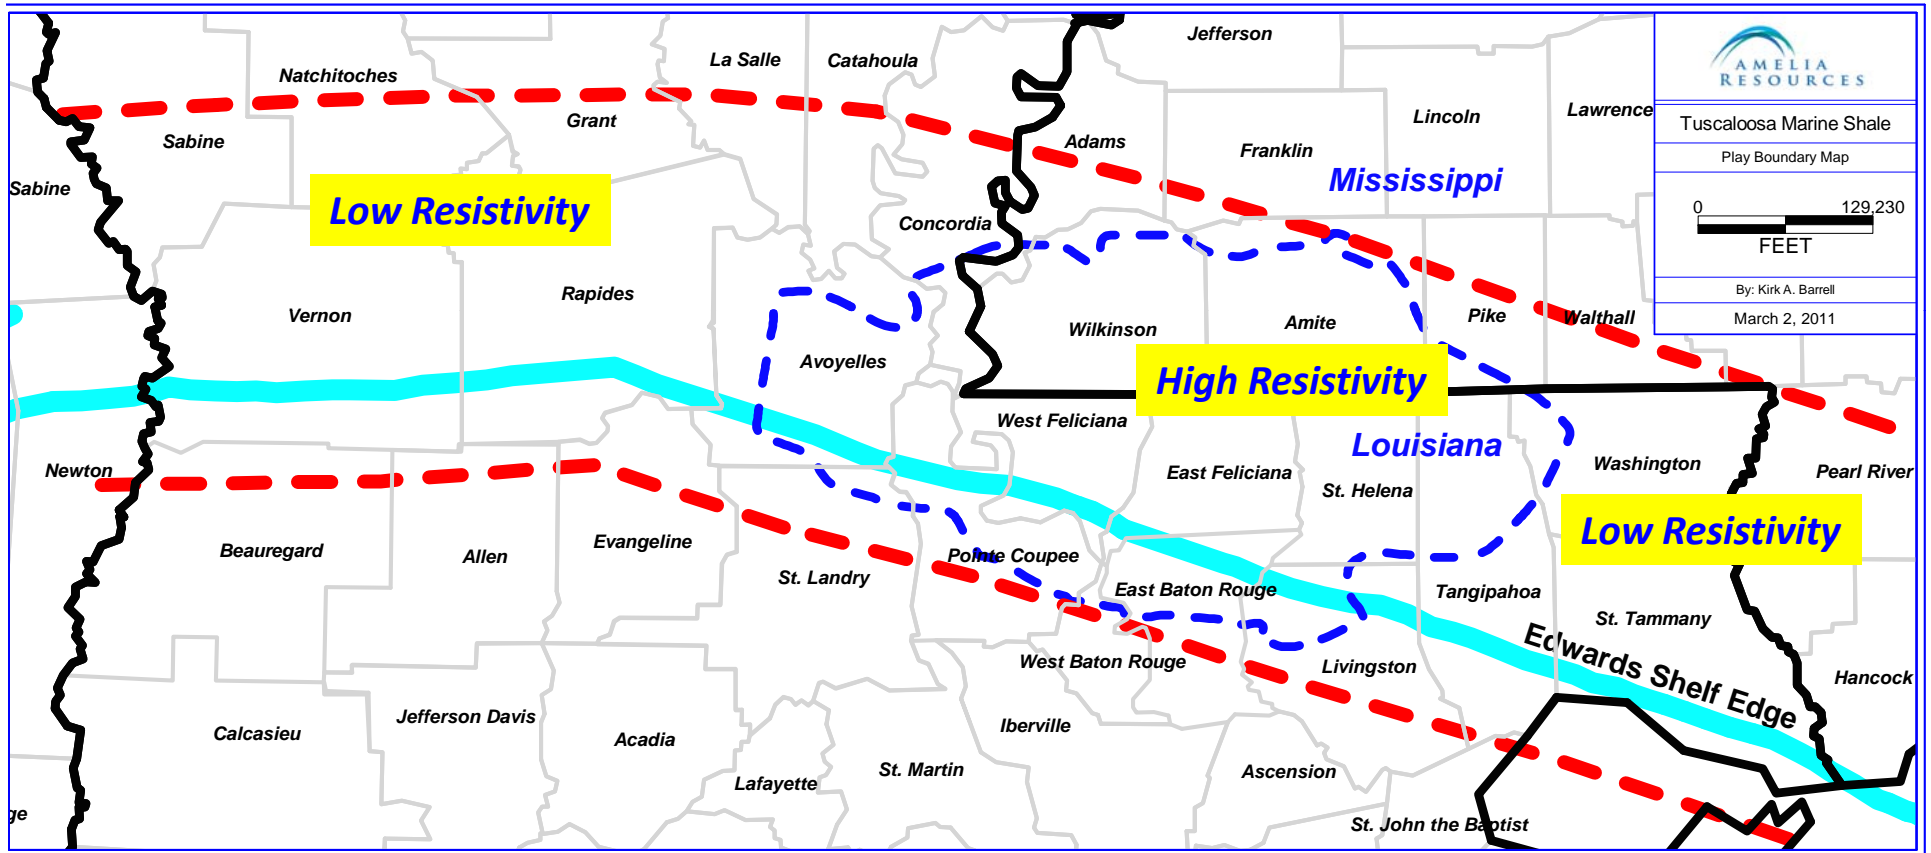 Jefferson
La Salle
Catahoula
Natchitoches
AMELIA
RESOURCES
Lincoln
Lawrence
Grant
Tuscaloosa Marine Shale
Sabine
Adams
Franklin
Play Boundary Map
Sabine
Mississippi
Low Resistivity
0 129,230
FEET
Concordia
Rapides
By: Kirk A. Barrell
Vernon
March 2, 2011
Wilkinson
Amite
Pike
Walthall
Avoyelles
High Resistivity
West Feliciana
Louisiana
Newton
East Feliciana
St. Helena
Washington
Pearl River
Low Resistivity
Beauregard
Allen
Evangeline
Pointe Coupee
St. Landry
East Baton Rouge
Tangipahoa
St. Tammany
Edwards Shelf Edge
West Baton Rouge
Livingston
Hancock
Jefferson Davis
Calcasieu
Acadia
Iberville
Lafayette
St. Martin
Ascension
ge
St. John the Baptist